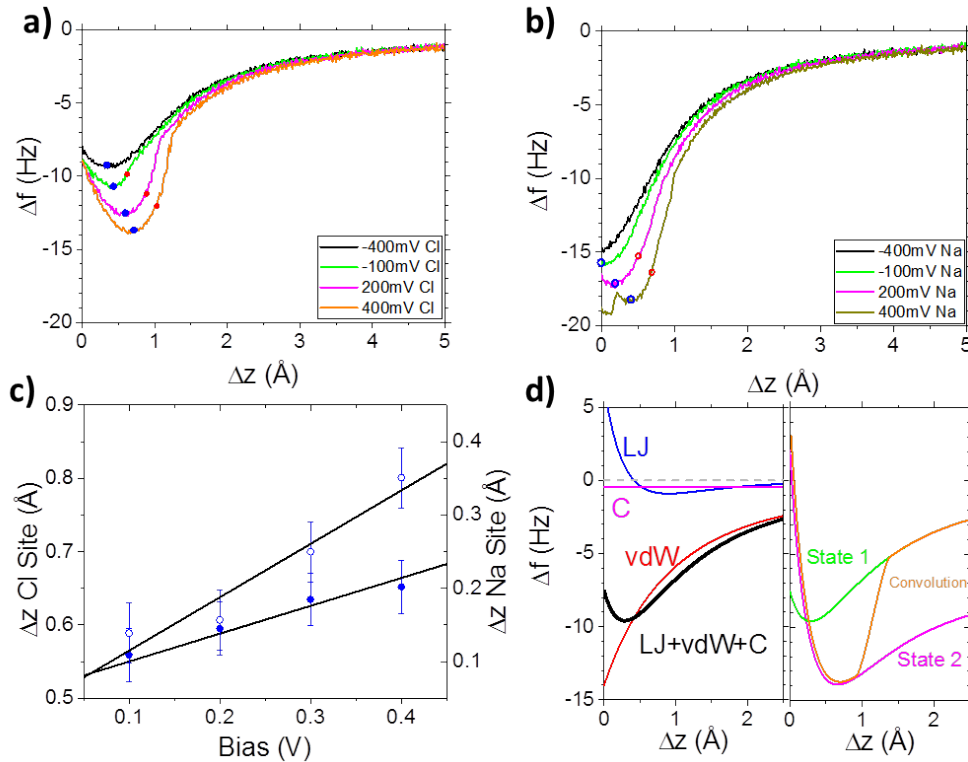 a)
0
-5
-10
-15
-20
Δf (Hz)
0 1 2 3 4 5
Δz (Å)
-400mV Cl
-100mV Cl
200mV Cl
400mV Cl
b)
0
-5
-10
-15
-20
Δf (Hz)
0 1 2 3 4 5
Δz (Å)
-400mV Na
-100mV Na
200mV Na
400mV Na
c)
0.9
0.8
0.7
0.6
0.5
Δz Cl Site (Å)
0.1 0.2 0.3 0.4
Bias (V)
0.4
0.3
0.2
0.1
Δz Na Site (Å)
d)
5
0
-5
-10
-15
Δf (Hz)
LJ
C
vdW
LJ+vdW+C
0 1 2
Δz (Å)
State 1
Convolution
State 2
0 1 2
Δz (Å)